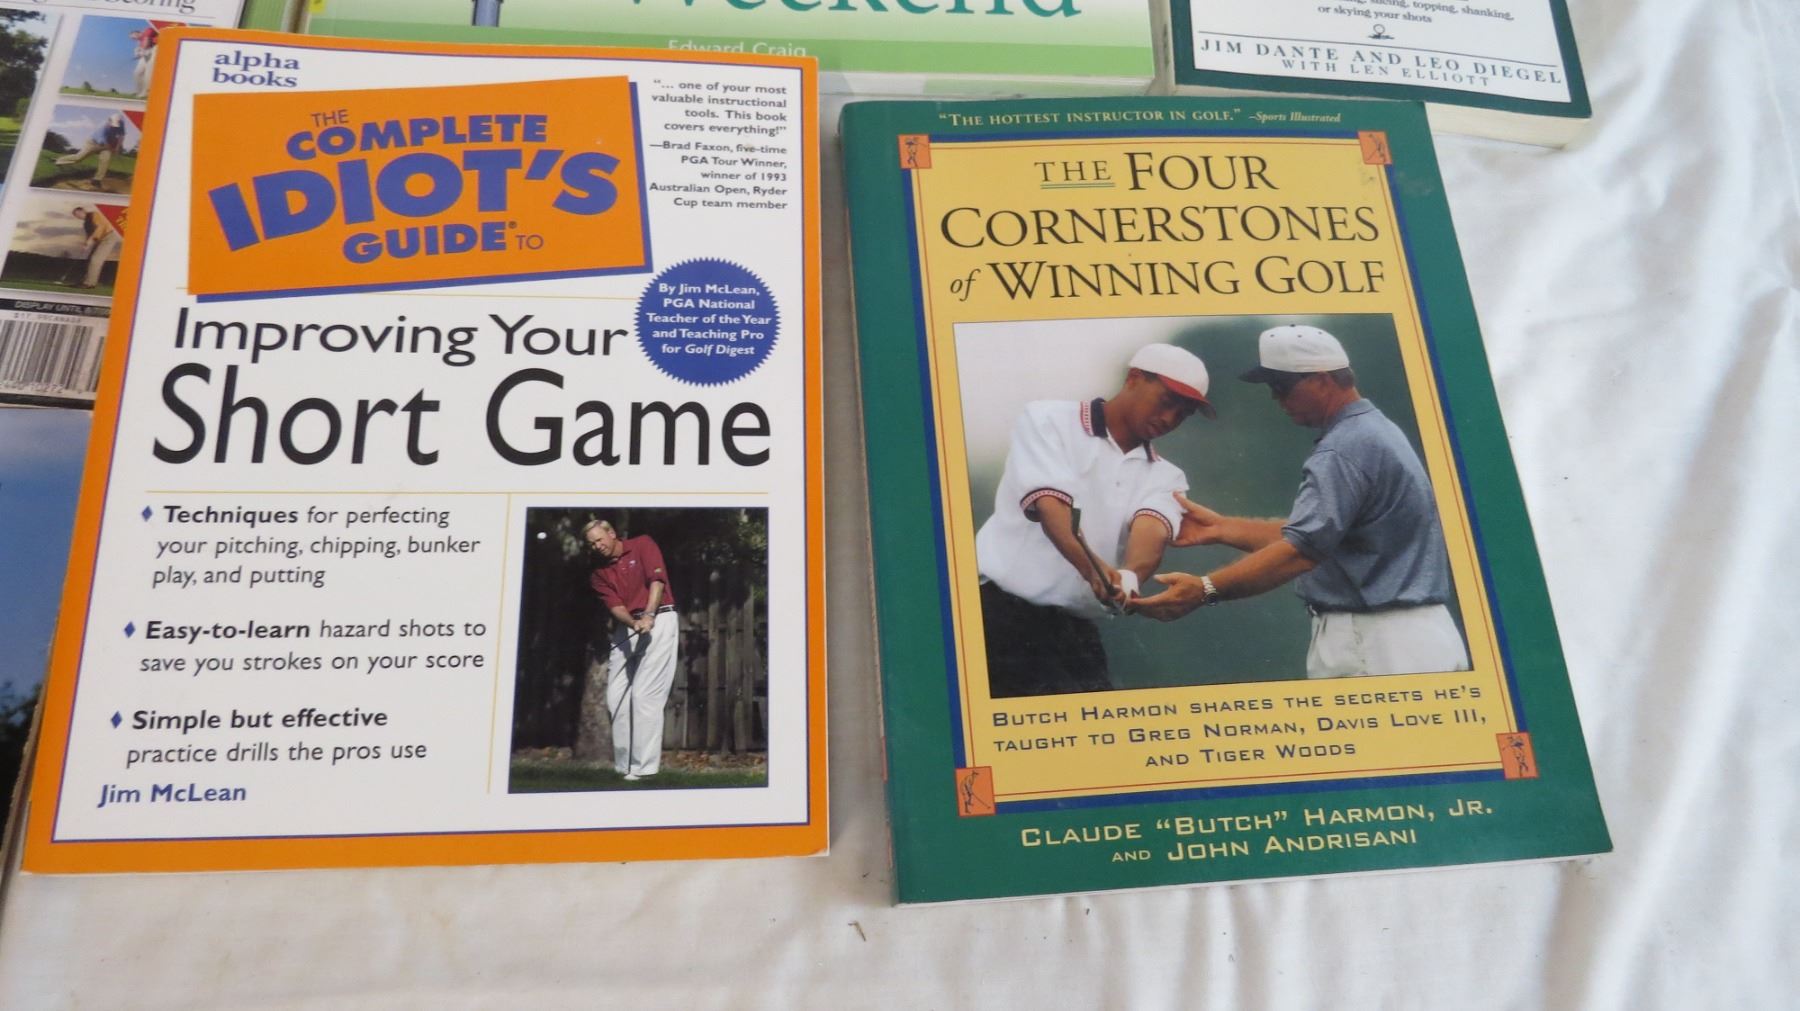 Scoring
DISPLAY UNTIL
Weekend
Edward Craig
slicing, topping, shanking,
or skying your shots
JIM DANTE AND LEO DIEGEL
WITH LEN ELLIOTT
alpha
books
THE
COMPLETE
IDIOT'S
GUIDE® TO
"... one of your most
valuable instructional
tools. This book
covers everything!"
—Brad Faxon, five-time
PGA Tour Winner,
winner of 1993
Australian Open, Ryder
Cup team member
By Jim McLean,
PGA National
Teacher of the Year
and Teaching Pro
for Golf Digest
Improving Your
Short Game
Techniques for perfecting
your pitching, chipping, bunker
play, and putting
Easy-to-learn hazard shots to
save you strokes on your score
Simple but effective
practice drills the pros use
Jim McLean
"THE HOTTEST INSTRUCTOR IN GOLF." –Sports Illustrated
THE FOUR
CORNERSTONES
of WINNING GOLF
BUTCH HARMON SHARES THE SECRETS HE'S
TAUGHT TO GREG NORMAN, DAVIS LOVE III,
AND TIGER WOODS
CLAUDE "BUTCH" HARMON, JR.
AND JOHN ANDRISANI